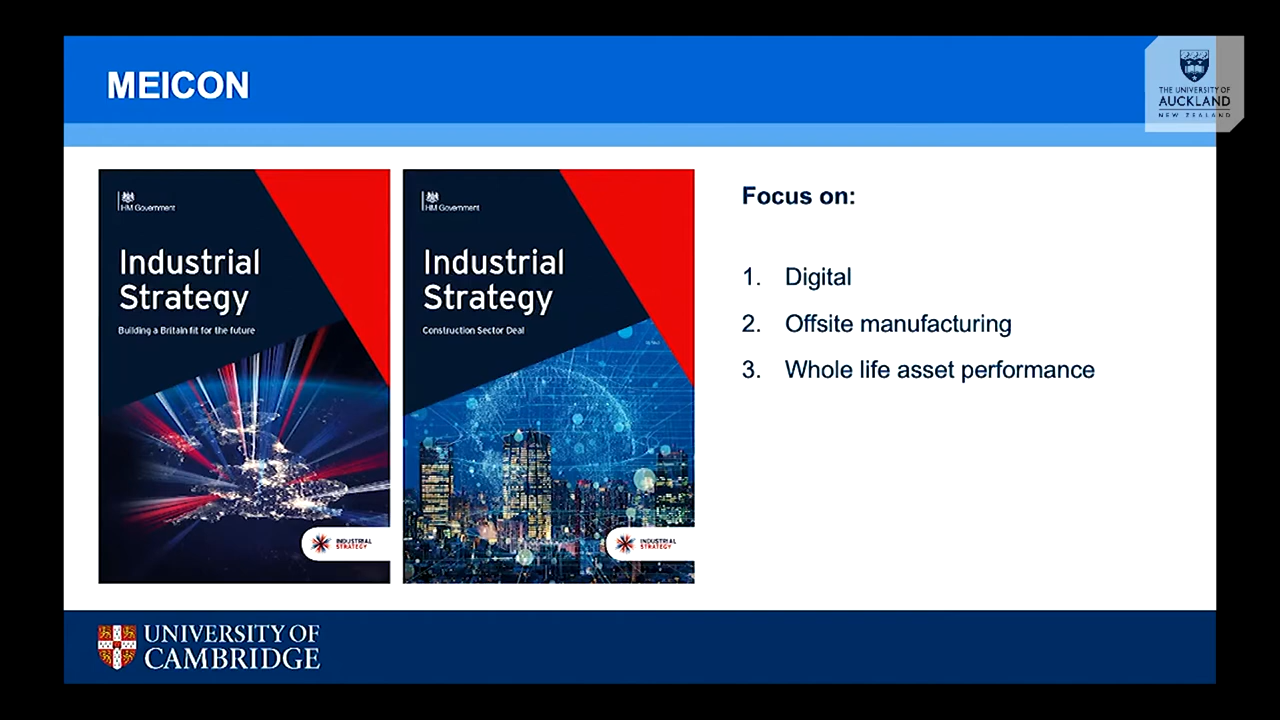 MEICON
THE UNIVERSITY OF
AUCKLAND
NEW ZEALAND
HM Government
Industrial
Strategy
Building a Britain fit for the future
INDUSTRIAL
STRATEGY
HM Government
Industrial
Strategy
Construction Sector Deal
INDUSTRIAL
STRATEGY
Focus on:
1. Digital
2. Offsite manufacturing
3. Whole life asset performance
UNIVERSITY OF
CAMBRIDGE